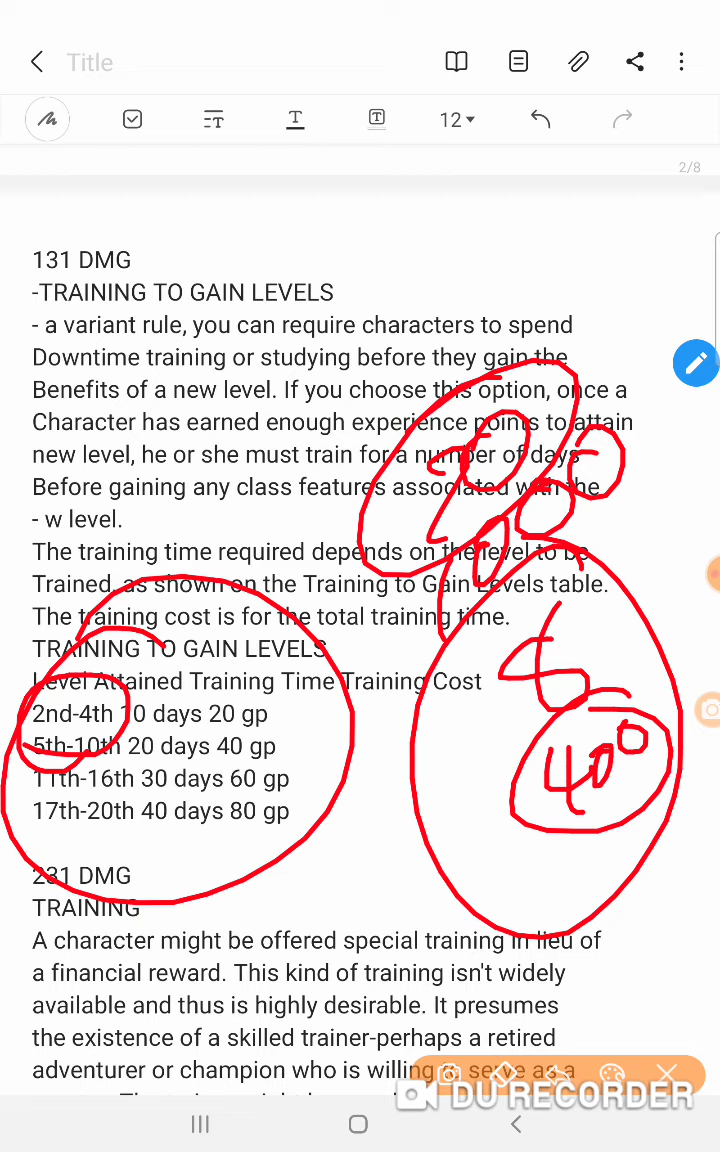 Title
12
2/8
131 DMG
-TRAINING TO GAIN LEVELS
- a variant rule, you can require characters to spend
Downtime training or studying before they gain the
Benefits of a new level. If you choose this option, once a
Character has earned enough experience points to attain
new level, he or she must train for a number of days
Before gaining any class features associated with the
- w level.
The training time required depends on the level to be
Trained, as shown on the Training to Gain Levels table.
The training cost is for the total training time.
TRAINING TO GAIN LEVELS
Level Attained Training Time Training Cost
2nd-4th 10 days 20 gp
5th-10th 20 days 40 gp
11th-16th 30 days 60 gp
17th-20th 40 days 80 gp
400
231 DMG
TRAINING
A character might be offered special training in lieu of
a financial reward. This kind of training isn't widely
available and thus is highly desirable. It presumes
the existence of a skilled trainer-perhaps a retired
adventurer or champion who is willing to serve as a
DU RECORDER